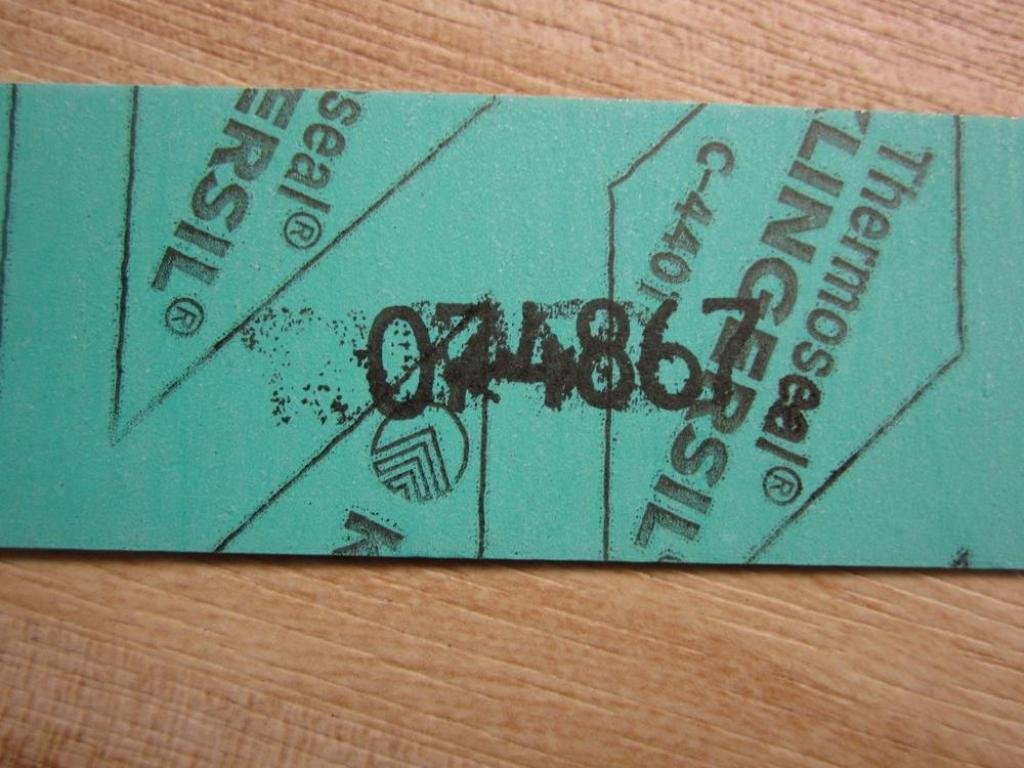 seal®
ERSIL®
074867
C-4401
Thermoseal®
KLINGERSIL®
K